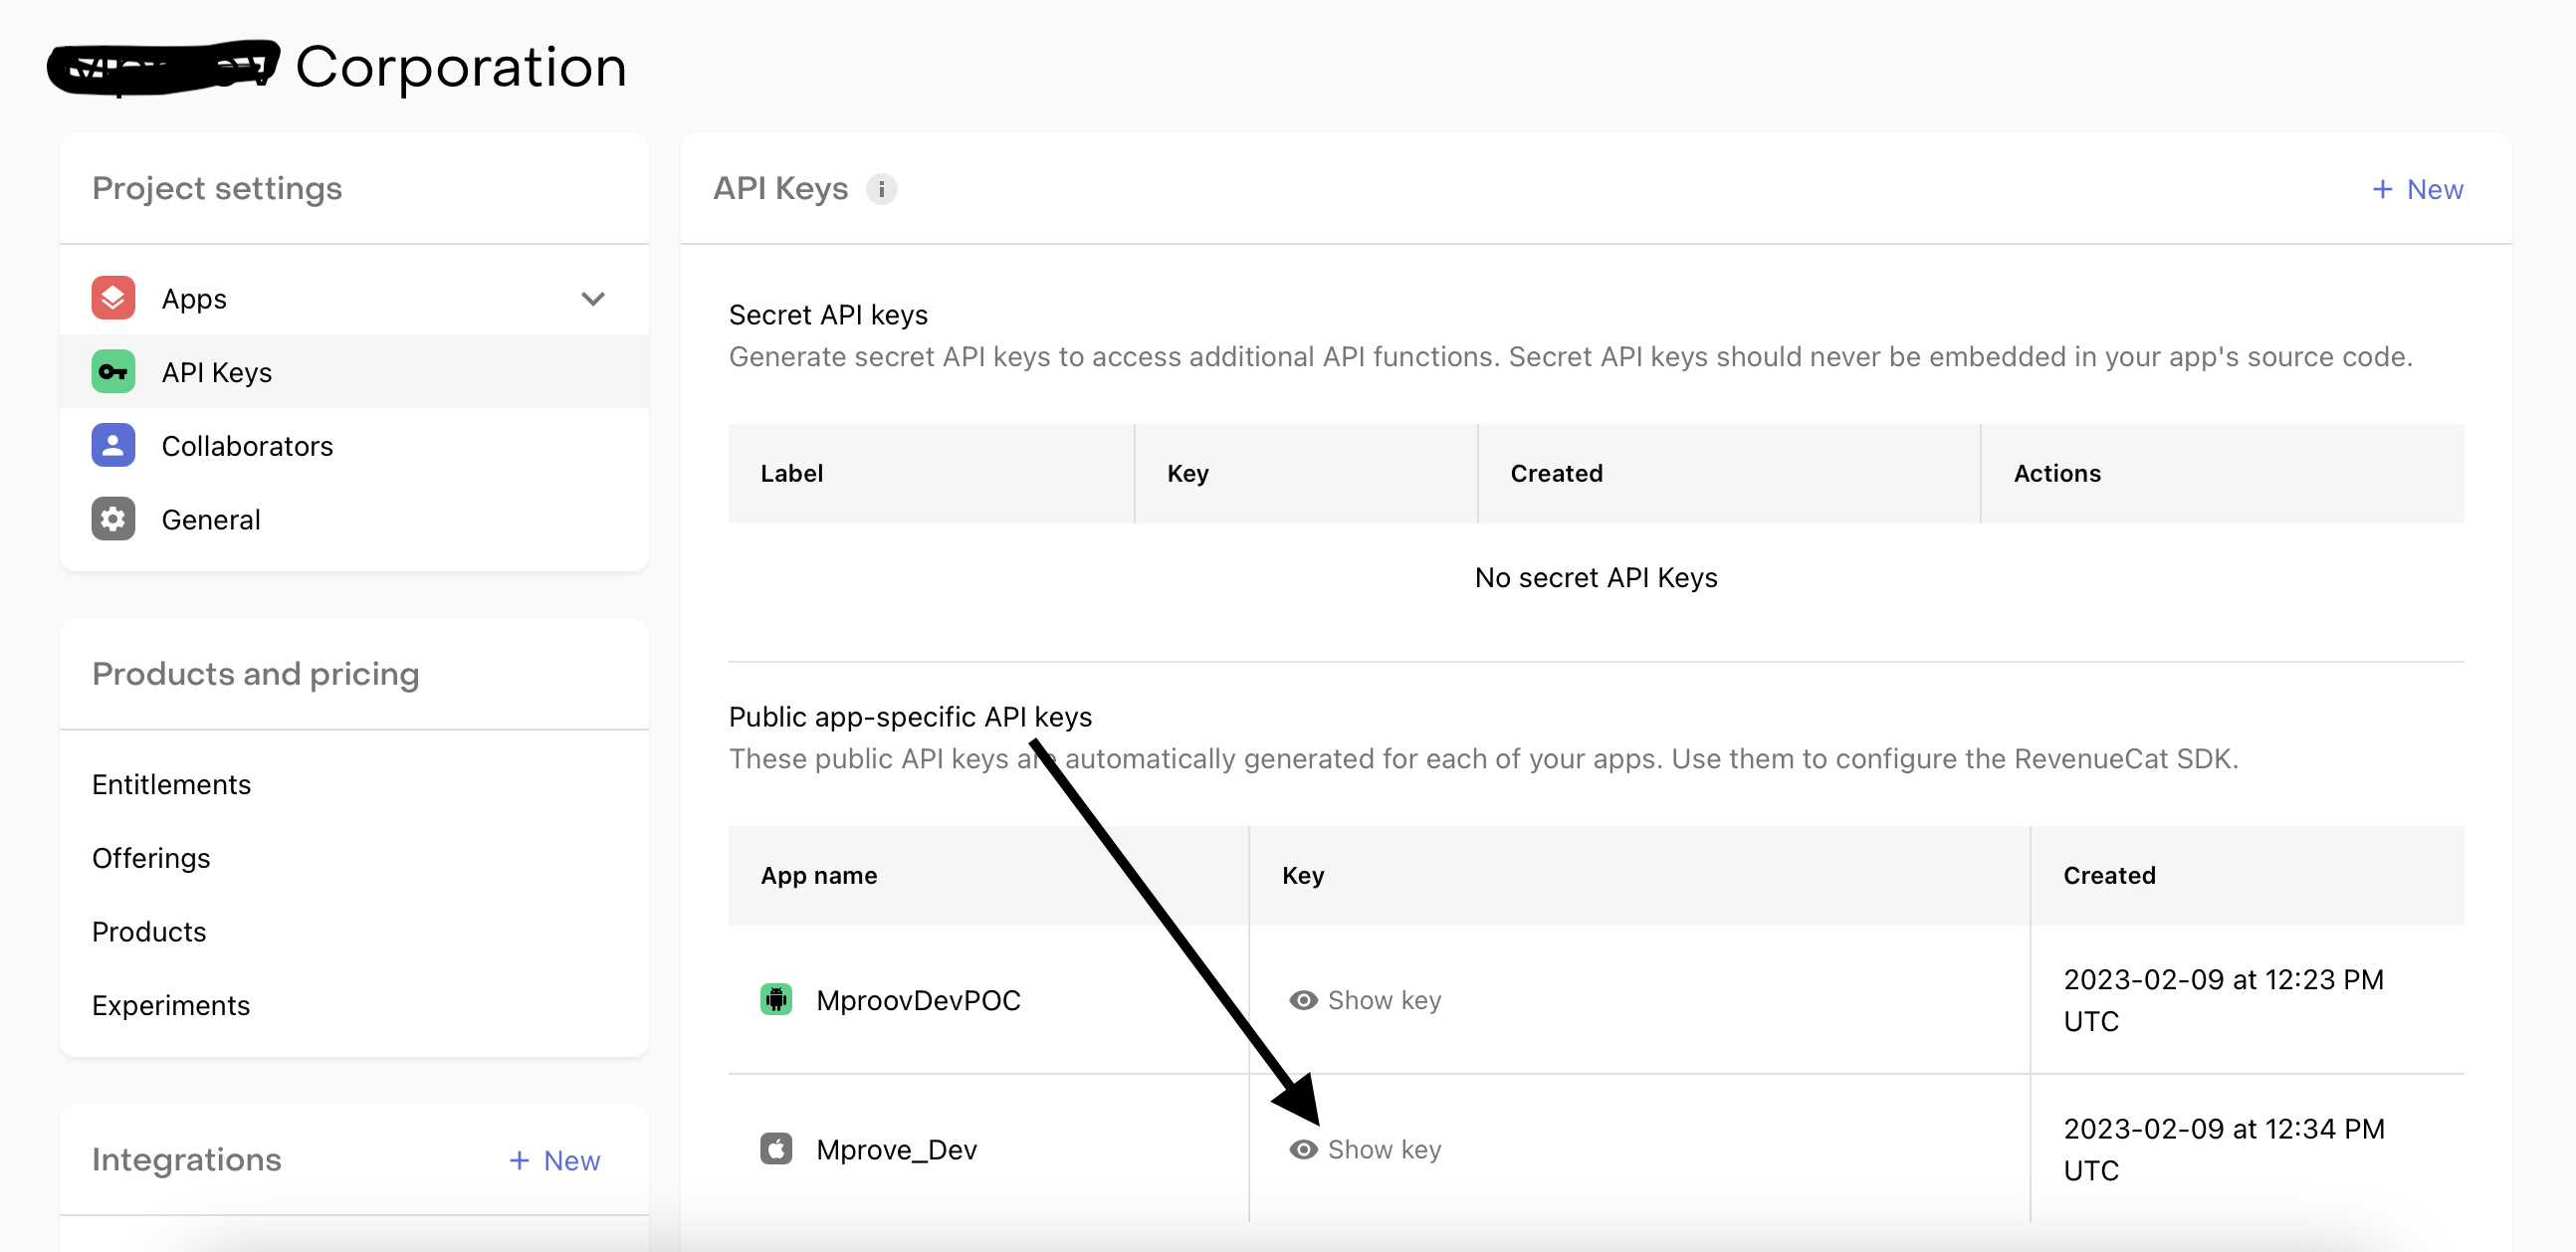 Corporation
Project settings
Apps
API Keys
Collaborators
General
Products and pricing
Entitlements
Offerings
Products
Experiments
Integrations
+ New
API Keys i
+ New
Secret API keys
Generate secret API keys to access additional API functions. Secret API keys should never be embedded in your app's source code.
Label Key Created Actions
No secret API Keys
Public app-specific API keys
These public API keys are automatically generated for each of your apps. Use them to configure the RevenueCat SDK.
App name Key Created
MproovDevPOC Show key 2023-02-09 at 12:23 PM
UTC
Mprove_Dev Show key 2023-02-09 at 12:34 PM
UTC